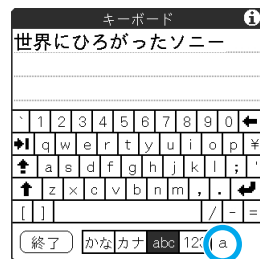 キーボード i
世界にひろがったソニー
` 1 2 3 4 5 6 7 8 9 0
q w e r t y u i o p ¥
a s d f g h j k l ; '
z x c v b n m , .
[ ] / - =
終了 かな カナ abc 123 a